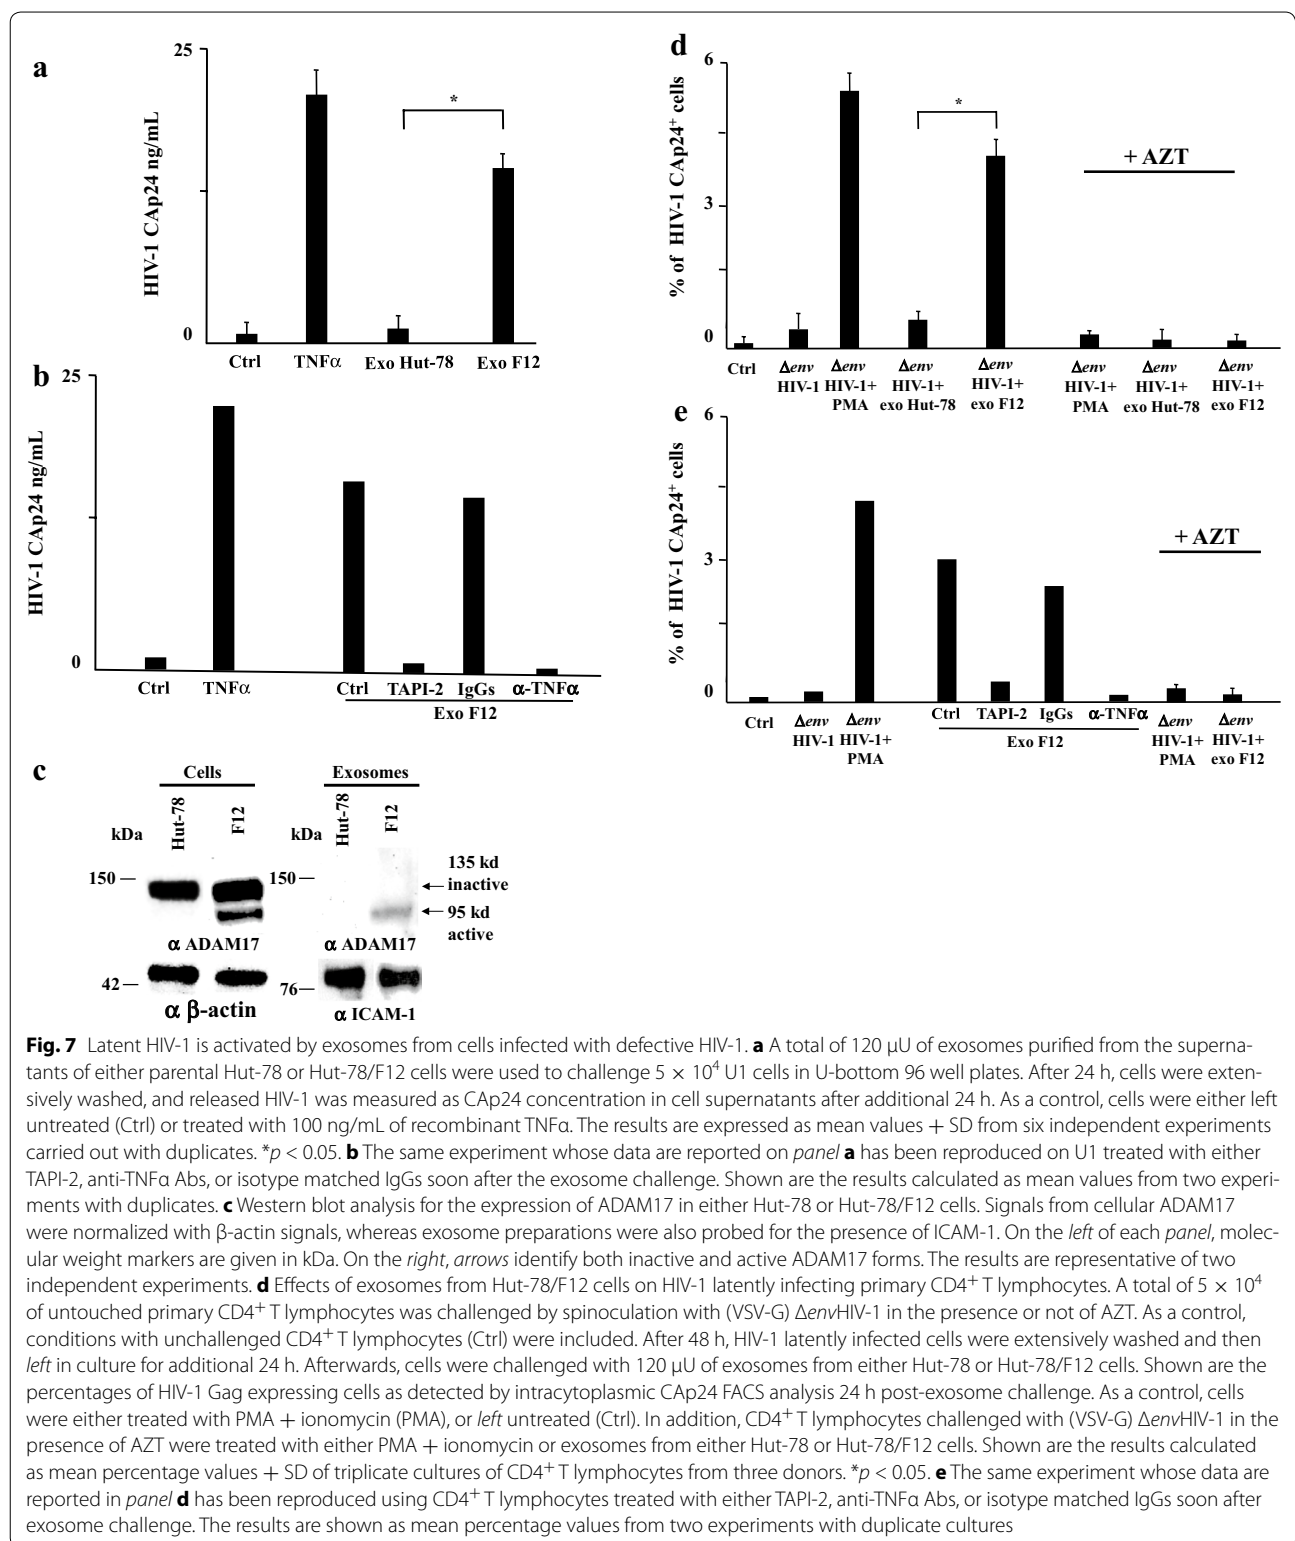 a
25
HIV-1 CAp24 ng/mL
0
*
Ctrl TNFα Exo Hut-78 Exo F12
b
25
HIV-1 CAp24 ng/mL
0
Ctrl TNFα Ctrl TAPI-2 IgGs α-TNFα
Exo F12
c
Cells Exosomes
Hut-78 F12 Hut-78 F12
kDa kDa
150 150
135 kd
inactive
95 kd
active
α ADAM17 α ADAM17
42 76
α β-actin α ICAM-1
d
6
3
0
% of HIV-1 CAp24⁺ cells
*
+ AZT
Ctrl Δenv Δenv Δenv Δenv Δenv Δenv Δenv
HIV-1 HIV-1+ HIV-1+ HIV-1+ HIV-1+ HIV-1+ HIV-1+
PMA exo Hut-78 exo F12 PMA exo Hut-78 exo F12
e
6
3
0
% of HIV-1 CAp24⁺ cells
+ AZT
Ctrl Δenv Δenv Ctrl TAPI-2 IgGs α-TNFα Δenv Δenv
HIV-1 HIV-1+ Exo F12 HIV-1+ HIV-1+
PMA PMA exo F12
Fig. 7 Latent HIV-1 is activated by exosomes from cells infected with defective HIV-1. a A total of 120 μU of exosomes purified from the superna-
tants of either parental Hut-78 or Hut-78/F12 cells were used to challenge 5 × 10⁴ U1 cells in U-bottom 96 well plates. After 24 h, cells were exten-
sively washed, and released HIV-1 was measured as CAp24 concentration in cell supernatants after additional 24 h. As a control, cells were either left
untreated (Ctrl) or treated with 100 ng/mL of recombinant TNFα. The results are expressed as mean values + SD from six independent experiments
carried out with duplicates. *p < 0.05. b The same experiment whose data are reported on panel a has been reproduced on U1 treated with either
TAPI-2, anti-TNFα Abs, or isotype matched IgGs soon after the exosome challenge. Shown are the results calculated as mean values from two experi-
ments with duplicates. c Western blot analysis for the expression of ADAM17 in either Hut-78 or Hut-78/F12 cells. Signals from cellular ADAM17
were normalized with β-actin signals, whereas exosome preparations were also probed for the presence of ICAM-1. On the left of each panel, molec-
ular weight markers are given in kDa. On the right, arrows identify both inactive and active ADAM17 forms. The results are representative of two
independent experiments. d Effects of exosomes from Hut-78/F12 cells on HIV-1 latently infecting primary CD4⁺ T lymphocytes. A total of 5 × 10⁴
of untouched primary CD4⁺ T lymphocytes was challenged by spinoculation with (VSV-G) ΔenvHIV-1 in the presence or not of AZT. As a control,
conditions with unchallenged CD4⁺ T lymphocytes (Ctrl) were included. After 48 h, HIV-1 latently infected cells were extensively washed and then
left in culture for additional 24 h. Afterwards, cells were challenged with 120 μU of exosomes from either Hut-78 or Hut-78/F12 cells. Shown are the
percentages of HIV-1 Gag expressing cells as detected by intracytoplasmic CAp24 FACS analysis 24 h post-exosome challenge. As a control, cells
were either treated with PMA + ionomycin (PMA), or left untreated (Ctrl). In addition, CD4⁺ T lymphocytes challenged with (VSV-G) ΔenvHIV-1 in the
presence of AZT were treated with either PMA + ionomycin or exosomes from either Hut-78 or Hut-78/F12 cells. Shown are the results calculated
as mean percentage values + SD of triplicate cultures of CD4⁺ T lymphocytes from three donors. *p < 0.05. e The same experiment whose data are
reported in panel d has been reproduced using CD4⁺ T lymphocytes treated with either TAPI-2, anti-TNFα Abs, or isotype matched IgGs soon after
exosome challenge. The results are shown as mean percentage values from two experiments with duplicate cultures